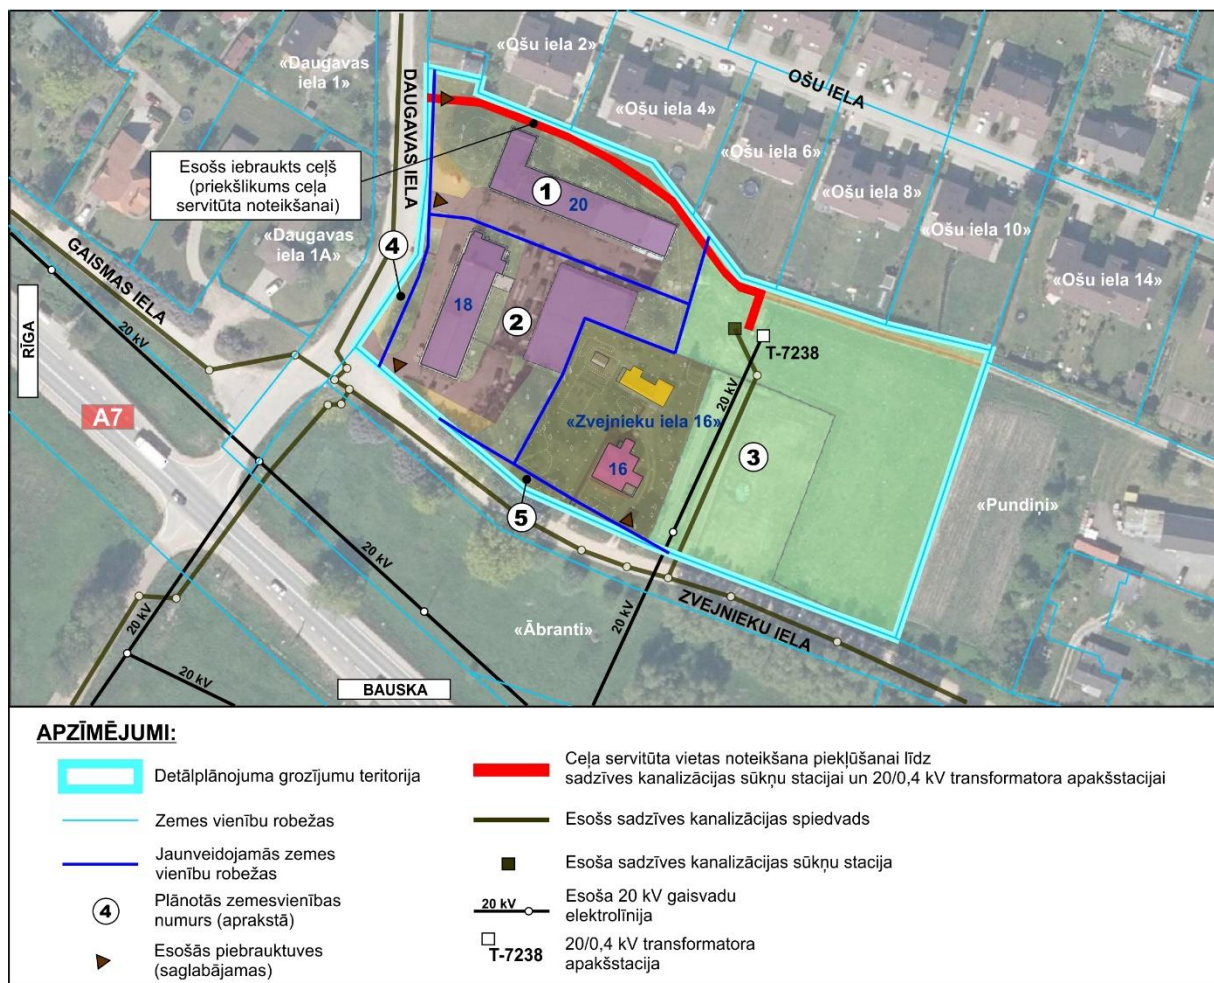 «Ošu iela 2»
«Daugavas
iela 1»
DAUGAVAS IELA
OŠU IELA
«Ošu iela 4»
«Ošu iela 6»
«Ošu iela 8»
«Ošu iela 10»
«Ošu iela 14»
Esošs iebraukts ceļš
(priekšlikums ceļa
servitūta noteikšanai)
1
20
4
«Daugavas
iela 1A»
GAISMAS IELA
20 kV
RĪGA
A7
18
2
T-7238
20 kV
«Zvejnieku iela 16»
16
3
5
«Pundiņi»
20 kV
20 kV
20 kV
20 kV
«Ābranti»
ZVEJNIEKU IELA
BAUSKA
APZĪMĒJUMI:
Detālplānojuma grozījumu teritorija
Zemes vienību robežas
Jaunveidojamās zemes
vienību robežas
4
Plānotās zemesvienības
numurs (aprakstā)
Esošās piebrauktuves
(saglabājamas)
Ceļa servitūta vietas noteikšana piekļūšanai līdz
sadzīves kanalizācijas sūkņu stacijai un 20/0,4 kV transformatora apakšstacijai
Esošs sadzīves kanalizācijas spiedvads
Esoša sadzīves kanalizācijas sūkņu stacija
20 kV
Esoša 20 kV gaisvadu
elektrolīnija
T-7238
20/0,4 kV transformatora
apakšstacija